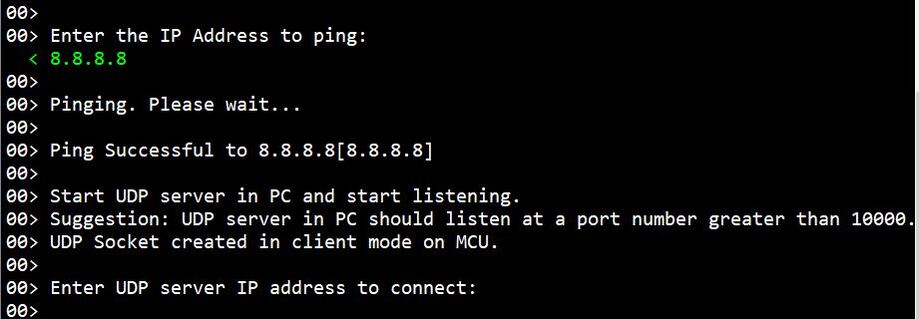 00>
00> Enter the IP Address to ping:
< 8.8.8.8
00>
00> Pinging. Please wait...
00>
00> Ping Successful to 8.8.8.8[8.8.8.8]
00>
00> Start UDP server in PC and start listening.
00> Suggestion: UDP server in PC should listen at a port number greater than 10000.
00> UDP Socket created in client mode on MCU.
00>
00> Enter UDP server IP address to connect:
00>